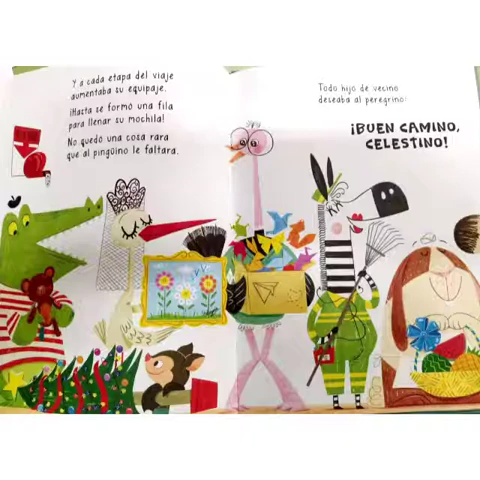 Y a cada etapa del viaje
aumentaba su equipaje.
¡Hasta se formó una fila
para llenar su mochila!
No quedó una coza rara
que al pingüino le faltara.
Todo hijo de vecino
deseaba al peregrino:
¡BUEN CAMINO,
CELESTINO!